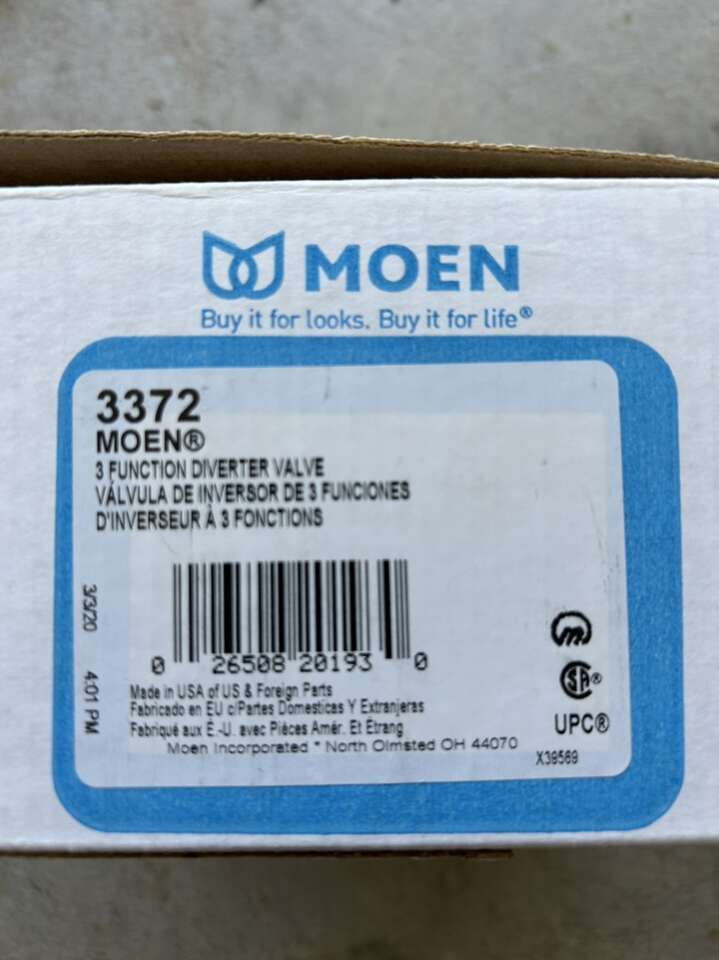 MOEN
Buy it for looks. Buy it for life®
3372
MOEN®
3 FUNCTION DIVERTER VALVE
VÁLVULA DE INVERSOR DE 3 FUNCIONES
D'INVERSEUR À 3 FONCTIONS
3/3/20 4:01 PM
0 26508 20193 0
Made in USA of US & Foreign Parts
Fabricado en EU c/Partes Domesticas Y Extranjeras
Fabriqué aux É.-U. avec Pièces Amér. Et Étrang
Moen Incorporated * North Olmsted OH 44070
SA®
UPC®
X39569